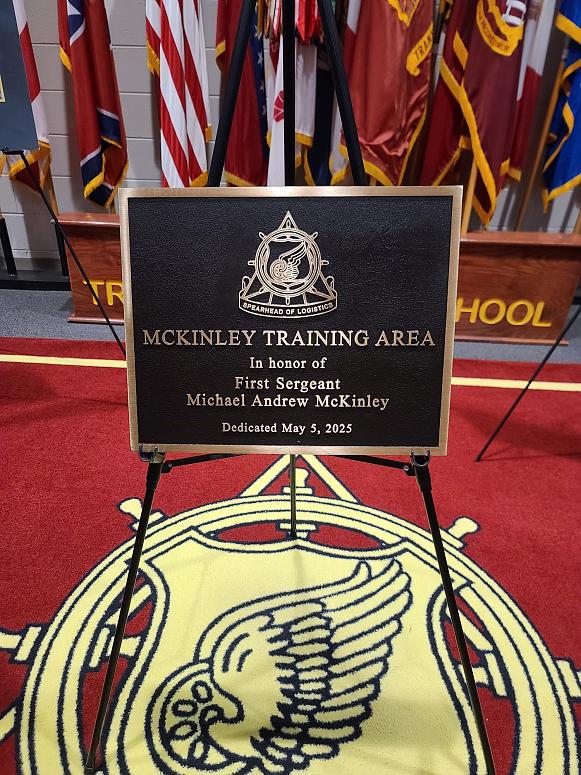 SPEARHEAD OF LOGISTICS
MCKINLEY TRAINING AREA
In honor of
First Sergeant
Michael Andrew McKinley
Dedicated May 5, 2025
TR
HOOL